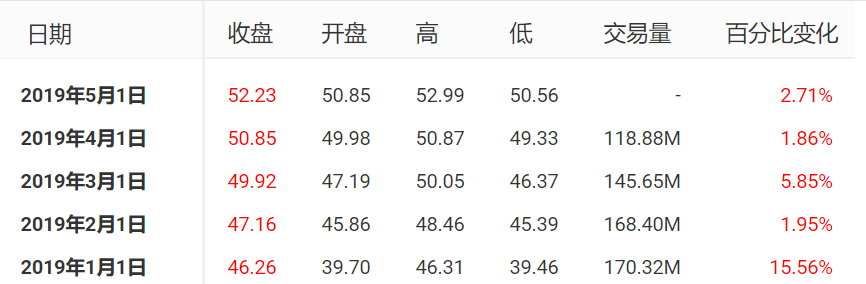 日期 收盘 开盘 高 低 交易量 百分比变化
2019年5月1日 52.23 50.85 52.99 50.56 - 2.71%
2019年4月1日 50.85 49.98 50.87 49.33 118.88M 1.86%
2019年3月1日 49.92 47.19 50.05 46.37 145.65M 5.85%
2019年2月1日 47.16 45.86 48.46 45.39 168.40M 1.95%
2019年1月1日 46.26 39.70 46.31 39.46 170.32M 15.56%